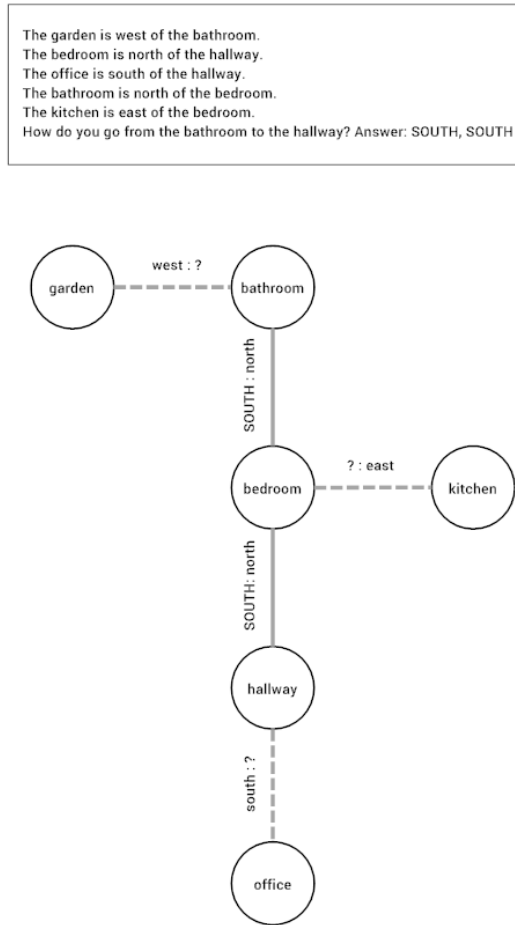 The garden is west of the bathroom.
The bedroom is north of the hallway.
The office is south of the hallway.
The bathroom is north of the bedroom.
The kitchen is east of the bedroom.
How do you go from the bathroom to the hallway? Answer: SOUTH, SOUTH
west : ?
garden
bathroom
SOUTH : north
? : east
bedroom
kitchen
SOUTH: north
hallway
south : ?
office